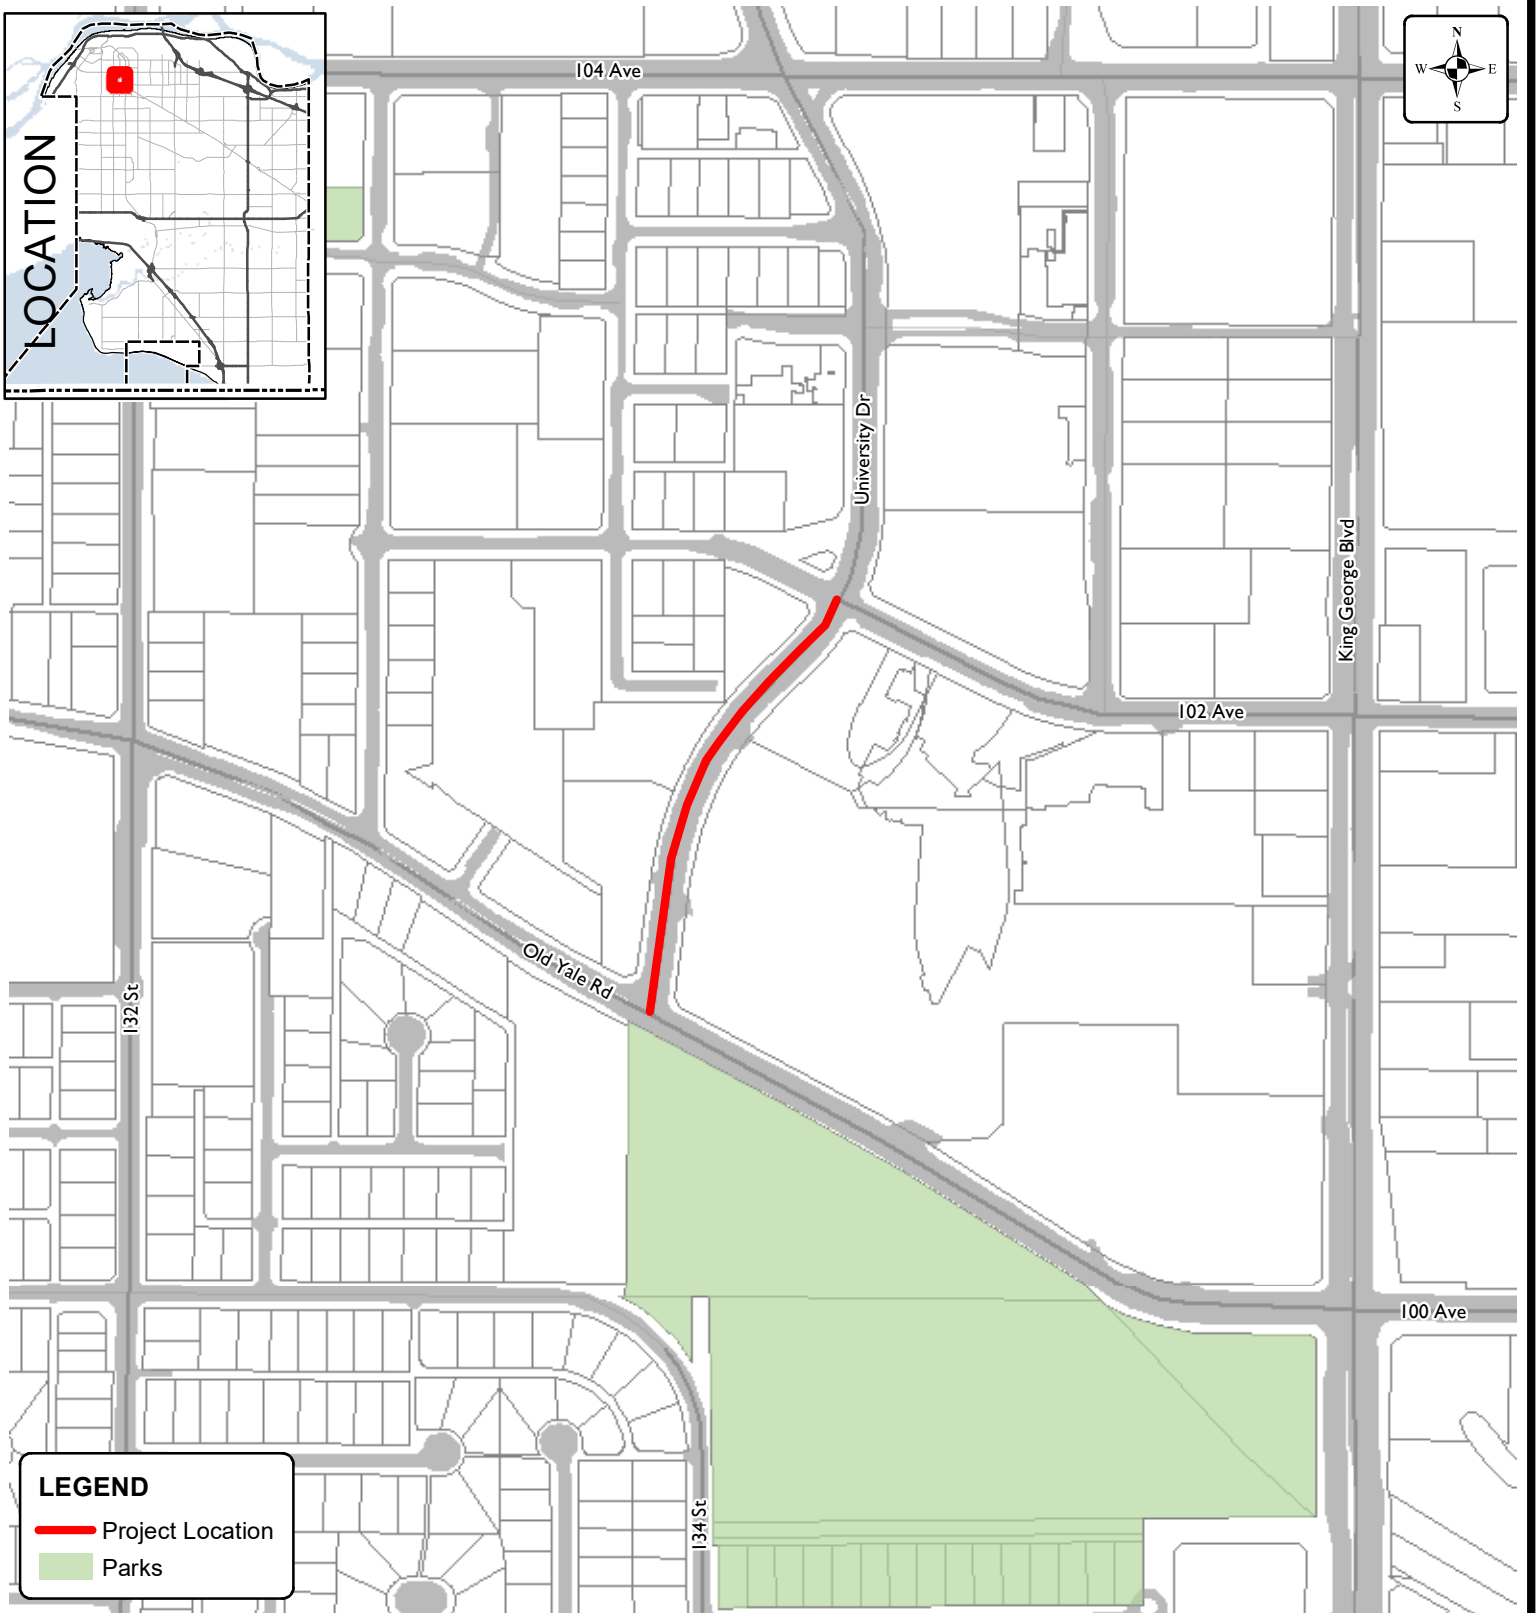 104 Ave
N
W
E
S
LOCATION
University Dr
King George Blvd
102 Ave
Old Yale Rd
132 St
100 Ave
134 St
LEGEND
Project Location
Parks